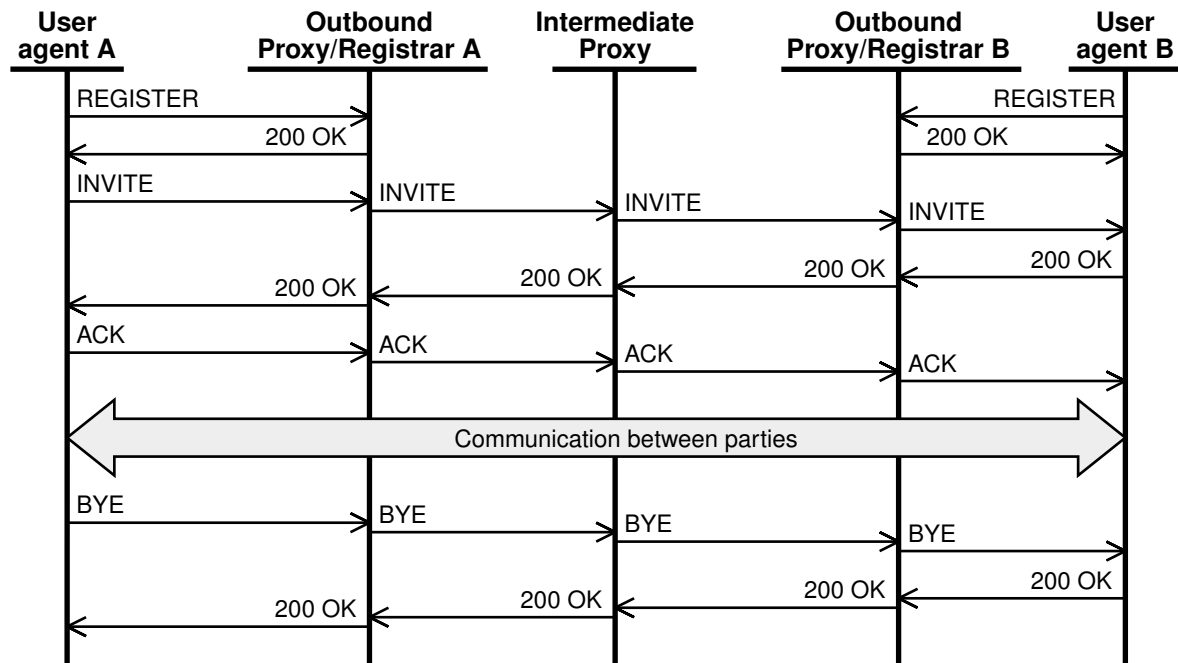 User
agent A
Outbound
Proxy/Registrar A
Intermediate
Proxy
Outbound
Proxy/Registrar B
User
agent B
REGISTER
REGISTER
200 OK
200 OK
INVITE
INVITE
INVITE
INVITE
200 OK
200 OK
200 OK
200 OK
ACK
ACK
ACK
ACK
Communication between parties
BYE
BYE
BYE
BYE
200 OK
200 OK
200 OK
200 OK